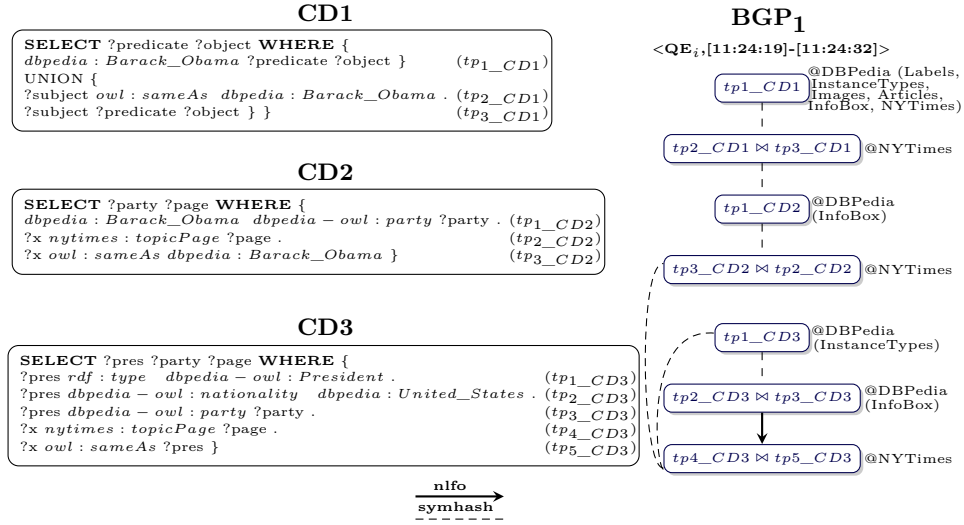 CD1
SELECT ?predicate ?object WHERE {
dbpedia : Barack_Obama ?predicate ?object } (tp1_CD1)
UNION {
?subject owl : sameAs dbpedia : Barack_Obama . (tp2_CD1)
?subject ?predicate ?object } } (tp3_CD1)
CD2
SELECT ?party ?page WHERE {
dbpedia : Barack_Obama dbpedia − owl : party ?party . (tp1_CD2)
?x nytimes : topicPage ?page . (tp2_CD2)
?x owl : sameAs dbpedia : Barack_Obama } (tp3_CD2)
CD3
SELECT ?pres ?party ?page WHERE {
?pres rdf : type dbpedia − owl : President . (tp1_CD3)
?pres dbpedia − owl : nationality dbpedia : United_States . (tp2_CD3)
?pres dbpedia − owl : party ?party . (tp3_CD3)
?x nytimes : topicPage ?page . (tp4_CD3)
?x owl : sameAs ?pres } (tp5_CD3)
nlfo
symhash
BGP1
<QEi,[11:24:19]-[11:24:32]>
tp1_CD1
@DBPedia (Labels,
InstanceTypes,
Images, Articles,
InfoBox, NYTimes)
tp2_CD1 ⋈ tp3_CD1 @NYTimes
tp1_CD2
@DBPedia
(InfoBox)
tp3_CD2 ⋈ tp2_CD2 @NYTimes
tp1_CD3
@DBPedia
(InstanceTypes)
tp2_CD3 ⋈ tp3_CD3
@DBPedia
(InfoBox)
tp4_CD3 ⋈ tp5_CD3 @NYTimes